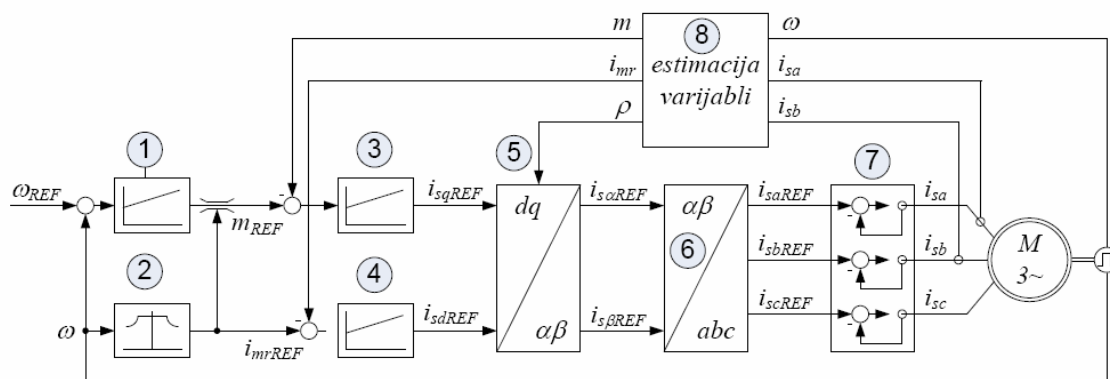 m
8
ω
i_mr
estimacija
i_sa
varijabli
ρ
i_sb
1
3
5
7
ω_REF
-
i_sqREF
dq
i_sαREF
αβ
i_saREF
-
i_sa
m_REF
M
2
4
6
i_sbREF
-
i_sb
3~
ω
-
i_sdREF
αβ
i_sβREF
abc
i_scREF
-
i_sc
i_mrREF